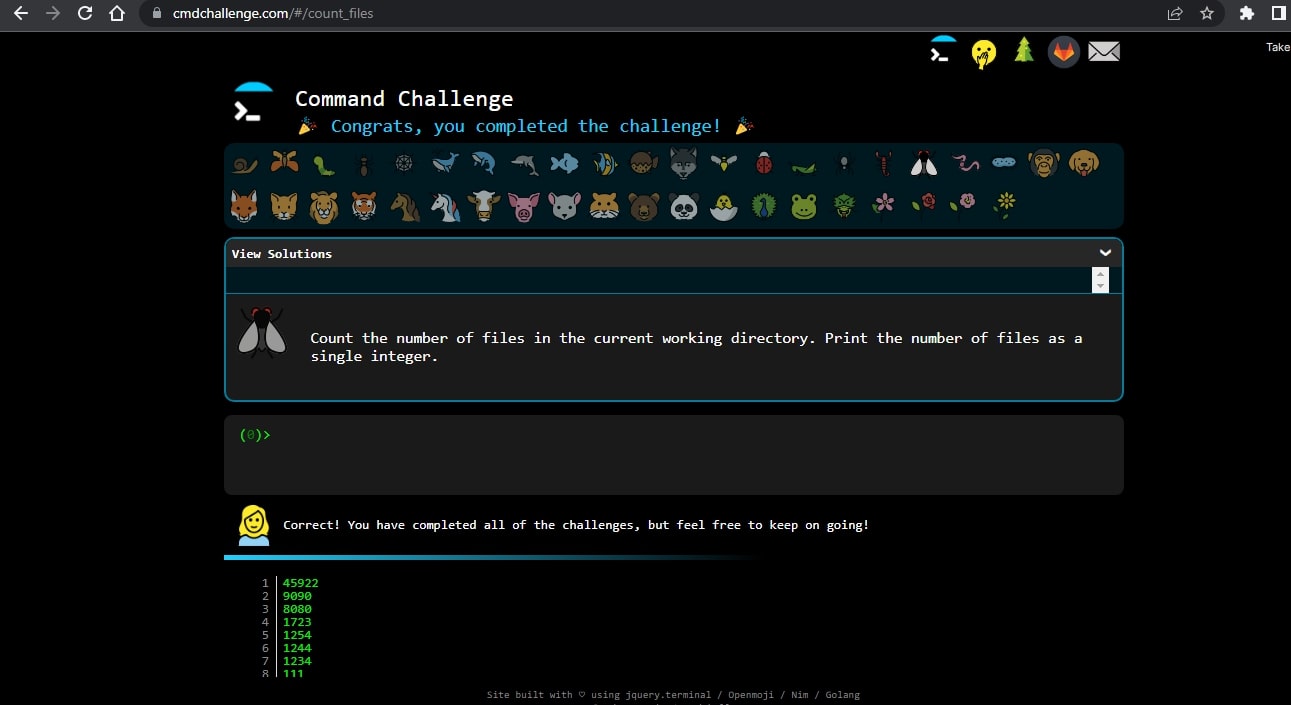 cmdchallenge.com/#/count_files
Take
Command Challenge
Congrats, you completed the challenge!
View Solutions
Count the number of files in the current working directory. Print the number of files as a
single integer.
(0)>
Correct! You have completed all of the challenges, but feel free to keep on going!
1 45922
2 9090
3 8080
4 1723
5 1254
6 1244
7 1234
8 111
Site built with ♡ using jquery.terminal / Openmoji / Nim / Golang